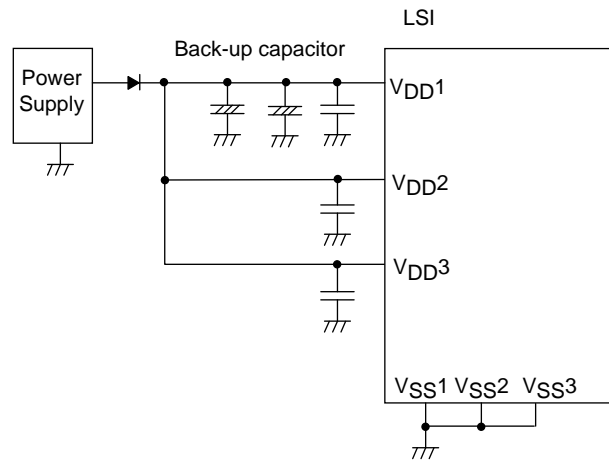 LSI
Back-up capacitor
Power
Supply
VDD1
VDD2
VDD3
VSS1 VSS2 VSS3